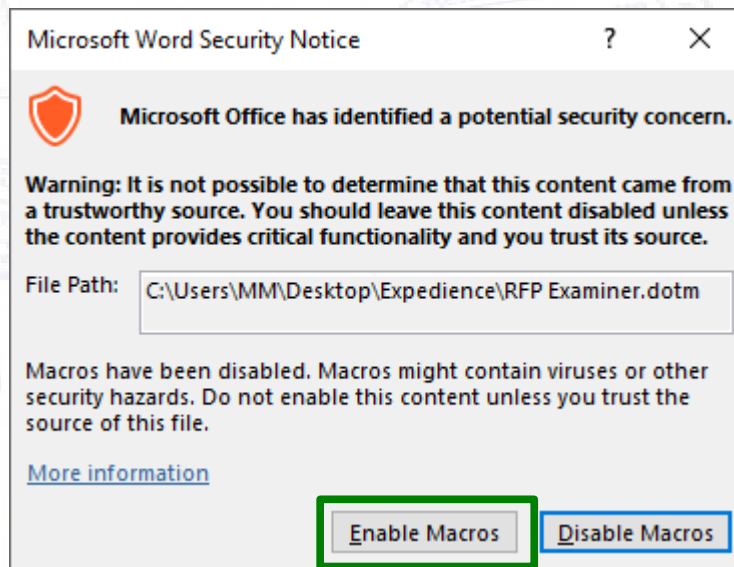 Microsoft Word Security Notice
?
Microsoft Office has identified a potential security concern.
Warning: It is not possible to determine that this content came from
a trustworthy source. You should leave this content disabled unless
the content provides critical functionality and you trust its source.
File Path: C:\Users\MM\Desktop\Expedience\RFP Examiner.dotm
Macros have been disabled. Macros might contain viruses or other
security hazards. Do not enable this content unless you trust the
source of this file.
More information
Enable Macros Disable Macros